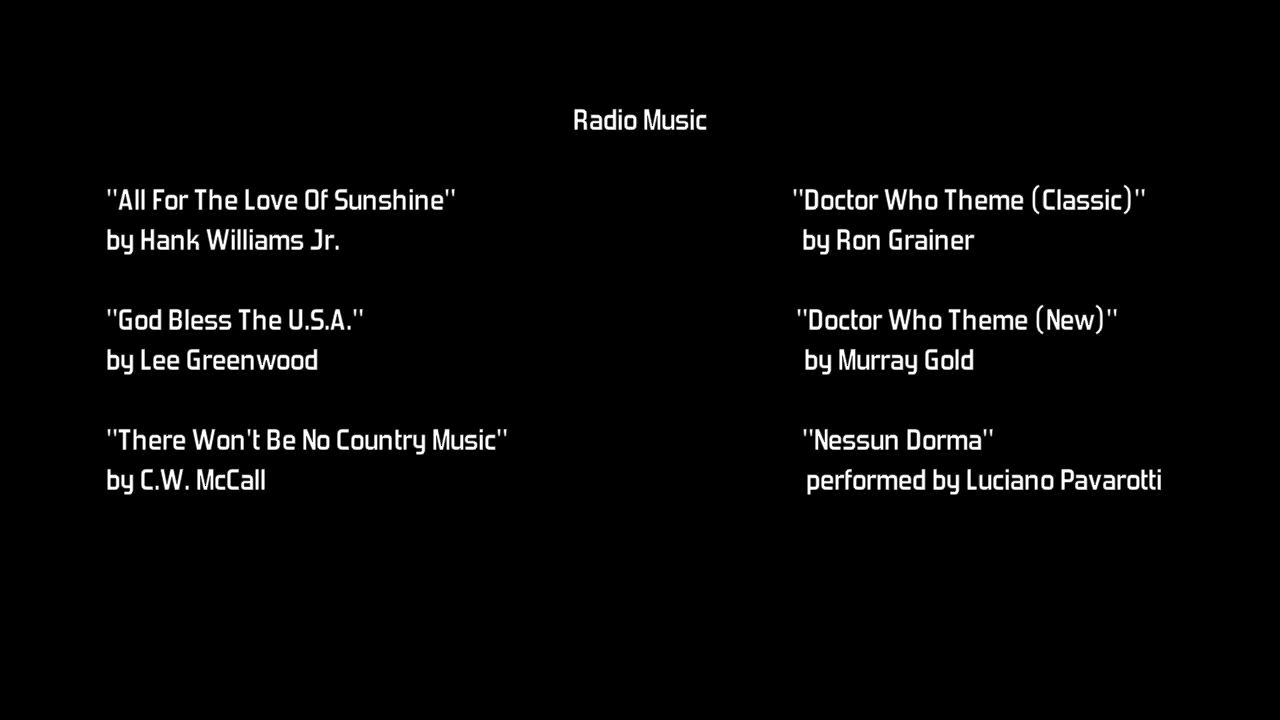 Radio Music
"All For The Love Of Sunshine"
by Hank Williams Jr.
"God Bless The U.S.A."
by Lee Greenwood
"There Won't Be No Country Music"
by C.W. McCall
"Doctor Who Theme (Classic)"
by Ron Grainer
"Doctor Who Theme (New)"
by Murray Gold
"Nessun Dorma"
performed by Luciano Pavarotti